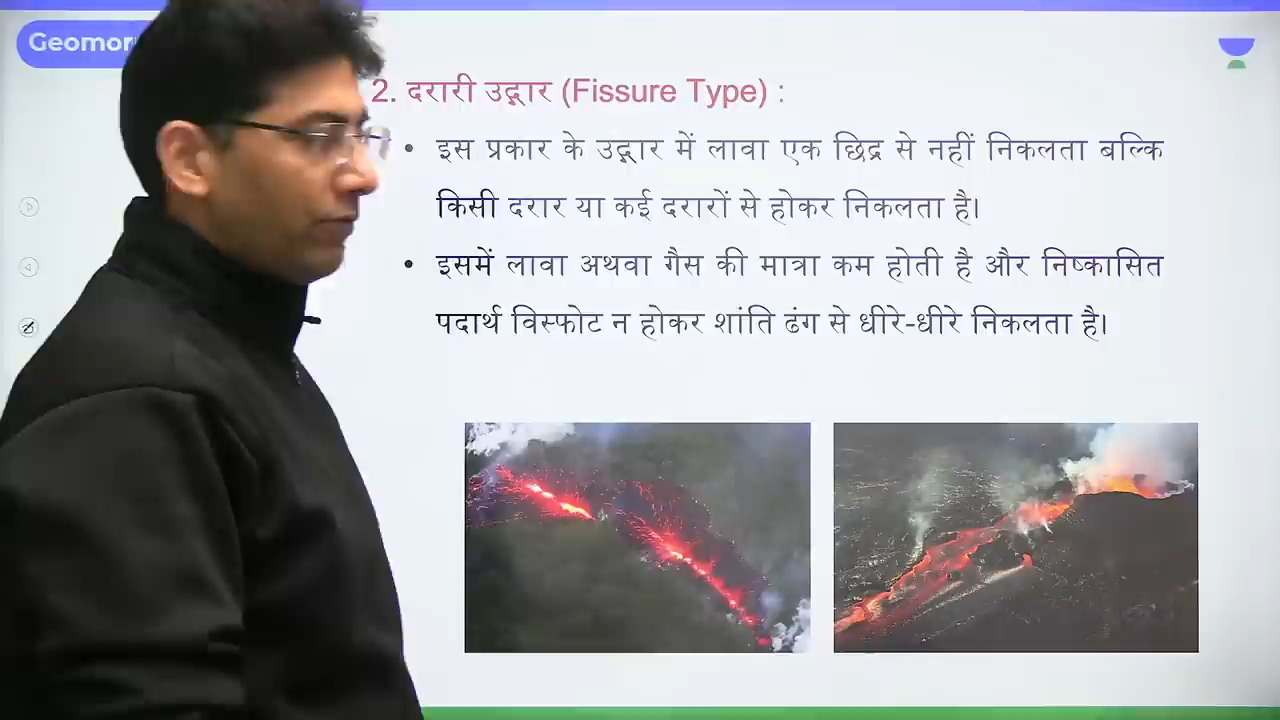 Geomor
2. दरारी उद्गार (Fissure Type) :
• इस प्रकार के उद्गार में लावा एक छिद्र से नहीं निकलता बल्कि
किसी दरार या कई दरारों से होकर निकलता है।
• इसमें लावा अथवा गैस की मात्रा कम होती है और निष्कासित
पदार्थ विस्फोट न होकर शांति ढंग से धीरे-धीरे निकलता है।